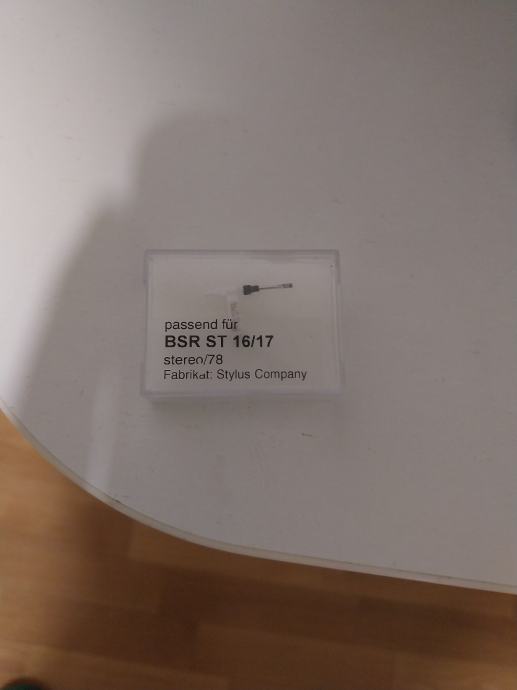 passend für
BSR ST 16/17
stereo/78
Fabrikat: Stylus Company